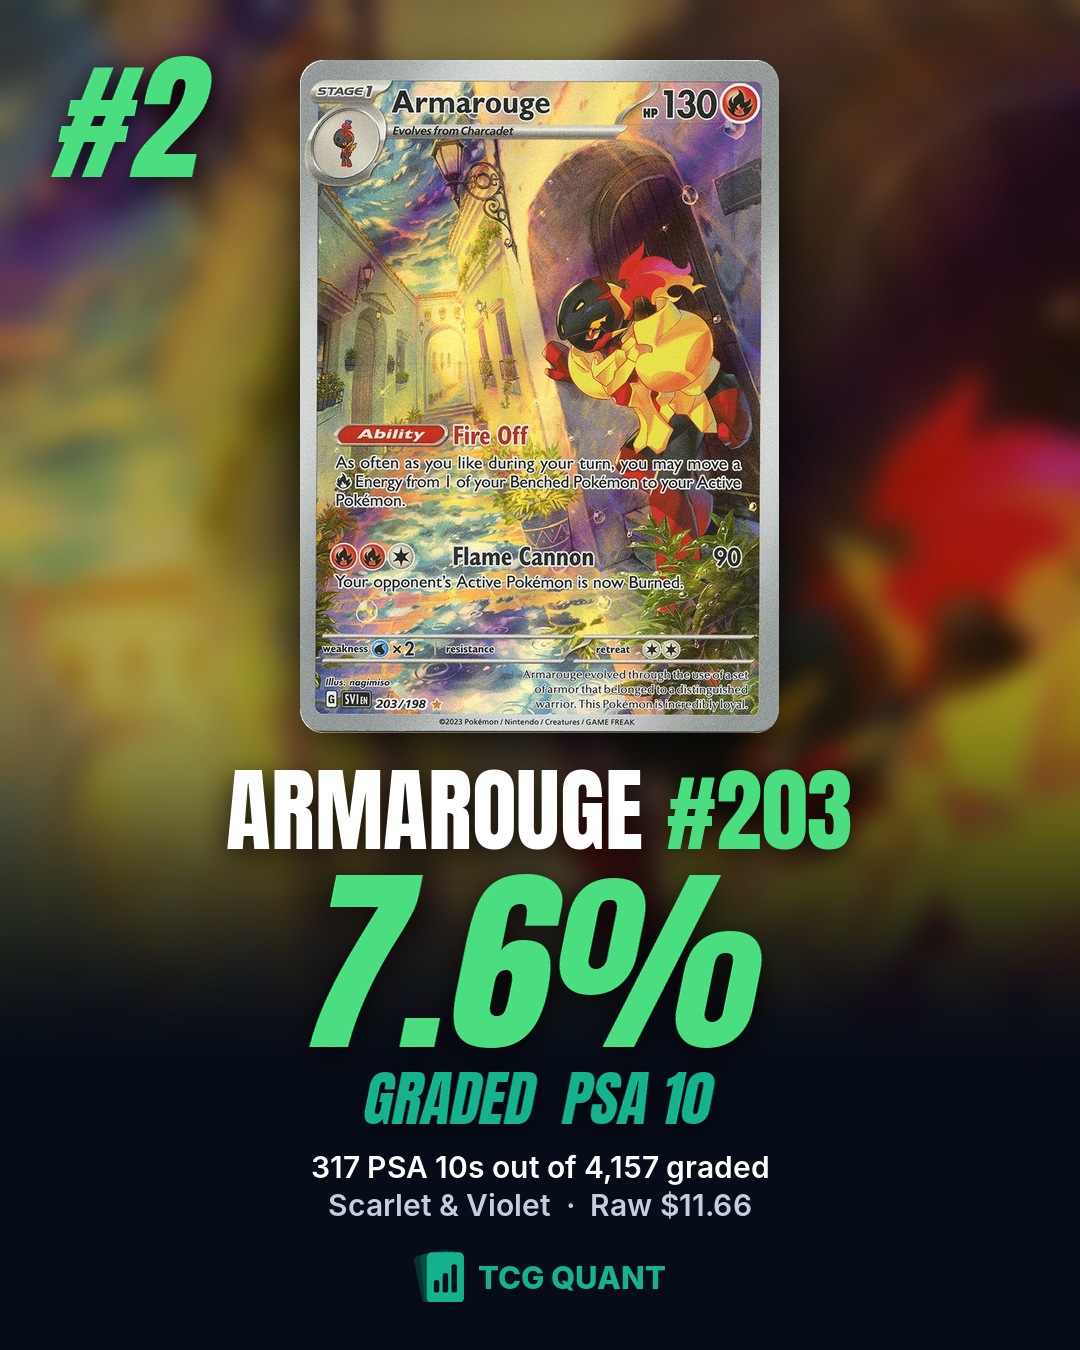 #2
STAGE1
Armarouge
HP 130
Evolves from Charcadet
Ability Fire Off
As often as you like during your turn, you may move a
Energy from 1 of your Benched Pokémon to your Active
Pokémon.
Flame Cannon 90
Your opponent's Active Pokémon is now Burned.
weakness ×2 resistance retreat
Armarouge evolved through the use of a set
of armor that belonged to a distinguished
warrior. This Pokémon is incredibly loyal.
Illus. nagimiso
G SVI EN 203/198
©2023 Pokémon / Nintendo / Creatures / GAME FREAK
ARMAROUGE #203
7.6%
GRADED PSA 10
317 PSA 10s out of 4,157 graded
Scarlet & Violet · Raw $11.66
TCG QUANT